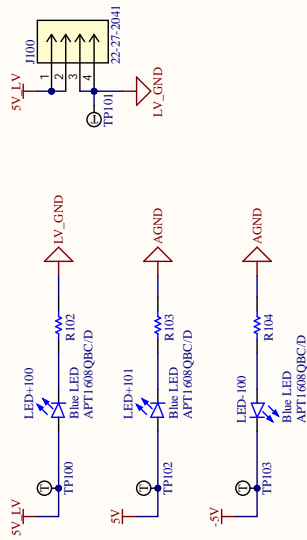 J100
22-27-2041
1
2
3
4
5V_LV
TP101
LV_GND
5V_LV
TP100
LED+100
Blue LED
APT1608QBC/D
R102
LV_GND
5V
TP102
LED+101
Blue LED
APT1608QBC/D
R103
AGND
-5V
TP103
LED-100
Blue LED
APT1608QBC/D
R104
AGND